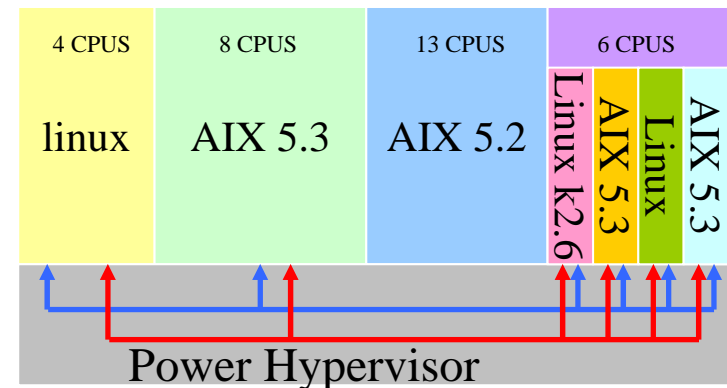 4 CPUS
8 CPUS
13 CPUS
6 CPUS
linux
AIX 5.3
AIX 5.2
Linux k2.6
AIX 5.3
Linux
AIX 5.3
Power Hypervisor